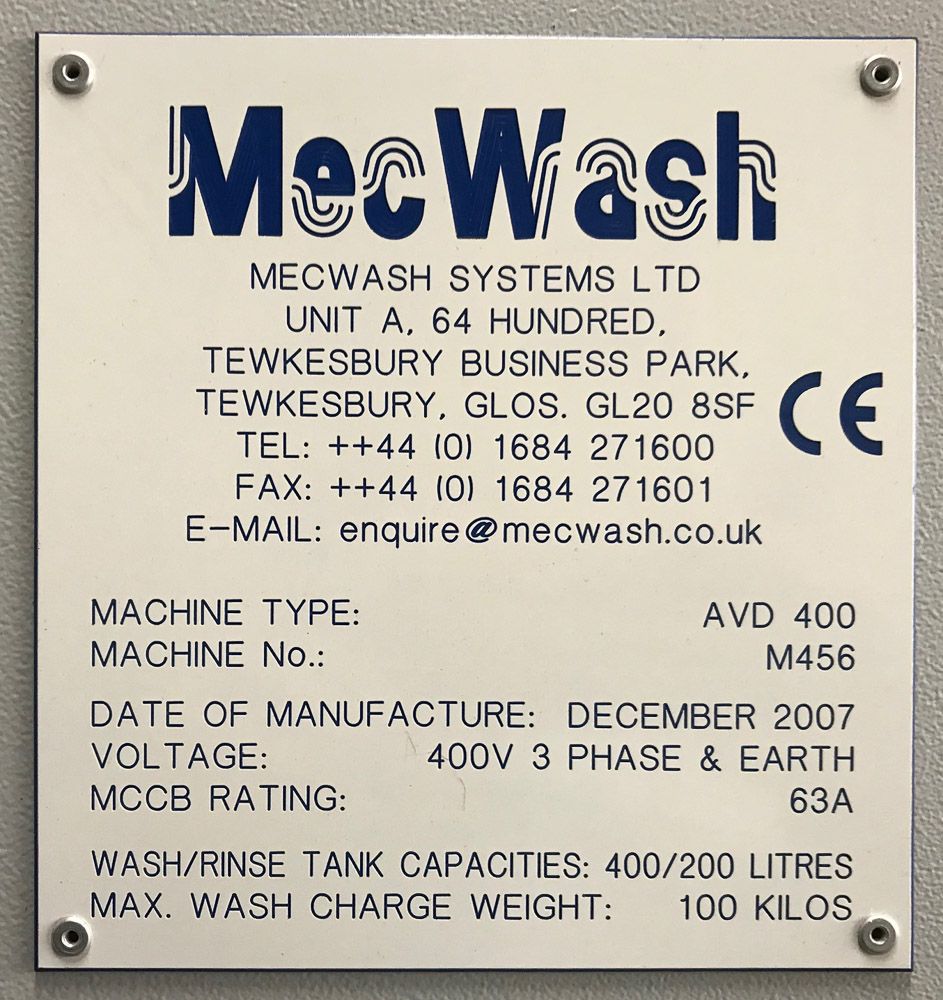 MecWash
MECWASH SYSTEMS LTD
UNIT A, 64 HUNDRED,
TEWKESBURY BUSINESS PARK,
TEWKESBURY, GLOS. GL20 8SF
CE
TEL: ++44 (0) 1684 271600
FAX: ++44 (0) 1684 271601
E-MAIL: enquire@mecwash.co.uk
MACHINE TYPE: AVD 400
MACHINE No.: M456
DATE OF MANUFACTURE: DECEMBER 2007
VOLTAGE: 400V 3 PHASE & EARTH
MCCB RATING: 63A
WASH/RINSE TANK CAPACITIES: 400/200 LITRES
MAX. WASH CHARGE WEIGHT: 100 KILOS